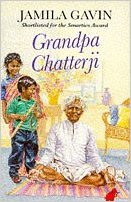 JAMILA GAVIN
Shortlisted for the Smarties Award
Grandpa
Chatterji